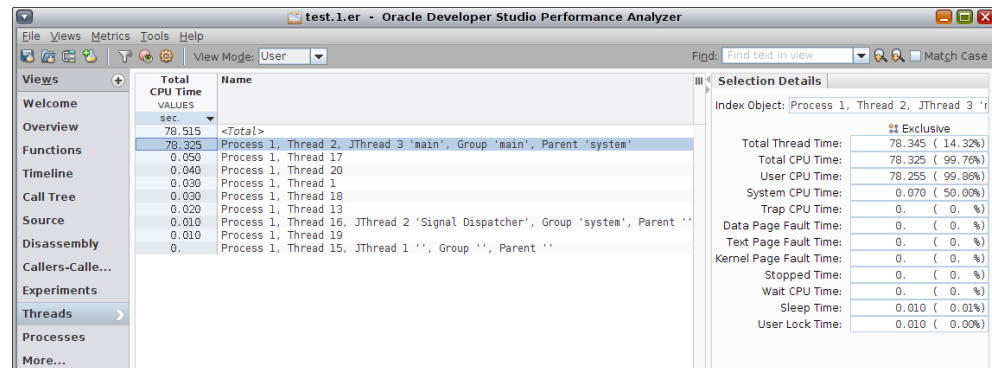 test.1.er - Oracle Developer Studio Performance Analyzer
File Views Metrics Tools Help
View Mode: User
Find: Find text in view Match Case
Views
Welcome
Overview
Functions
Timeline
Call Tree
Source
Disassembly
Callers-Calle...
Experiments
Threads
Processes
More...
Total CPU Time VALUES sec. Name
78.515 <Total>
78.325 Process 1, Thread 2, JThread 3 'main', Group 'main', Parent 'system'
0.050 Process 1, Thread 17
0.040 Process 1, Thread 20
0.030 Process 1, Thread 1
0.030 Process 1, Thread 18
0.020 Process 1, Thread 13
0.010 Process 1, Thread 16, JThread 2 'Signal Dispatcher', Group 'system', Parent ''
0.010 Process 1, Thread 19
0. Process 1, Thread 15, JThread 1 '', Group '', Parent ''
Selection Details
Index Object: Process 1, Thread 2, JThread 3 'm
Exclusive
Total Thread Time: 78.345 ( 14.32%)
Total CPU Time: 78.325 ( 99.76%)
User CPU Time: 78.255 ( 99.86%)
System CPU Time: 0.070 ( 50.00%)
Trap CPU Time: 0. ( 0. %)
Data Page Fault Time: 0. ( 0. %)
Text Page Fault Time: 0. ( 0. %)
Kernel Page Fault Time: 0. ( 0. %)
Stopped Time: 0. ( 0. %)
Wait CPU Time: 0. ( 0. %)
Sleep Time: 0.010 ( 0.01%)
User Lock Time: 0.010 ( 0.00%)